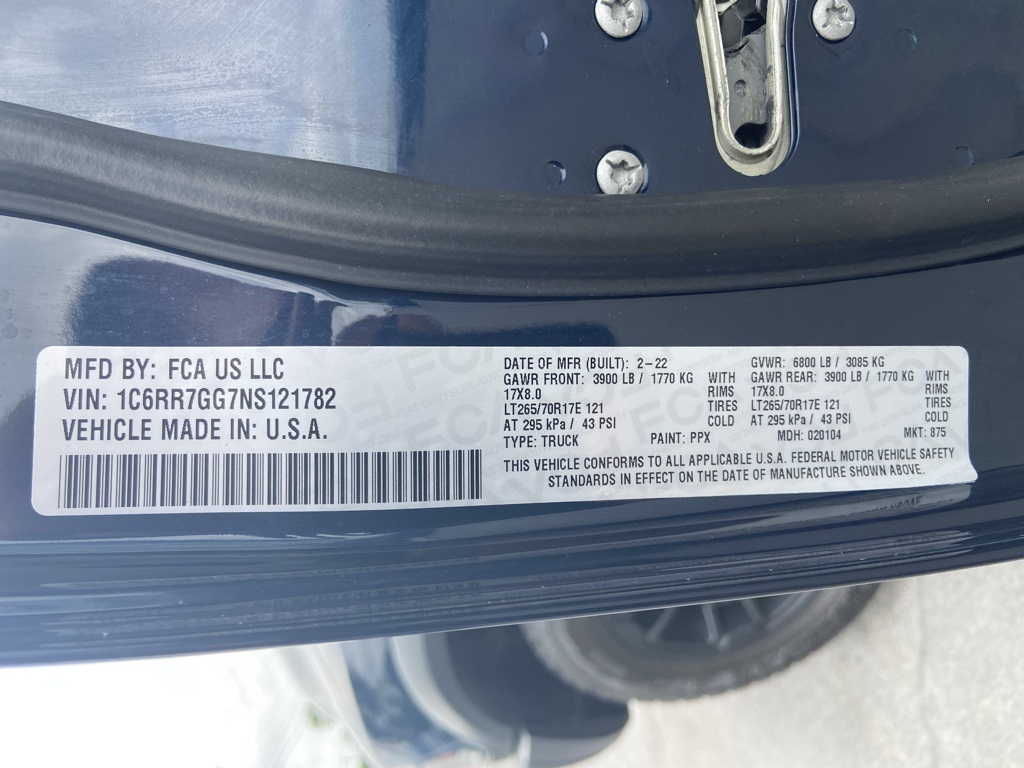 MFD BY: FCA US LLC
VIN: 1C6RR7GG7NS121782
VEHICLE MADE IN: U.S.A.
DATE OF MFR (BUILT): 2-22
GAWR FRONT: 3900 LB / 1770 KG WITH
17X8.0 RIMS
LT265/70R17E 121 TIRES
AT 295 kPa / 43 PSI COLD
TYPE: TRUCK PAINT: PPX
GVWR: 6800 LB / 3085 KG
GAWR REAR: 3900 LB / 1770 KG WITH
17X8.0 RIMS
LT265/70R17E 121 TIRES
AT 295 kPa / 43 PSI COLD
MDH: 020104 MKT: 875
THIS VEHICLE CONFORMS TO ALL APPLICABLE U.S.A. FEDERAL MOTOR VEHICLE SAFETY
STANDARDS IN EFFECT ON THE DATE OF MANUFACTURE SHOWN ABOVE.